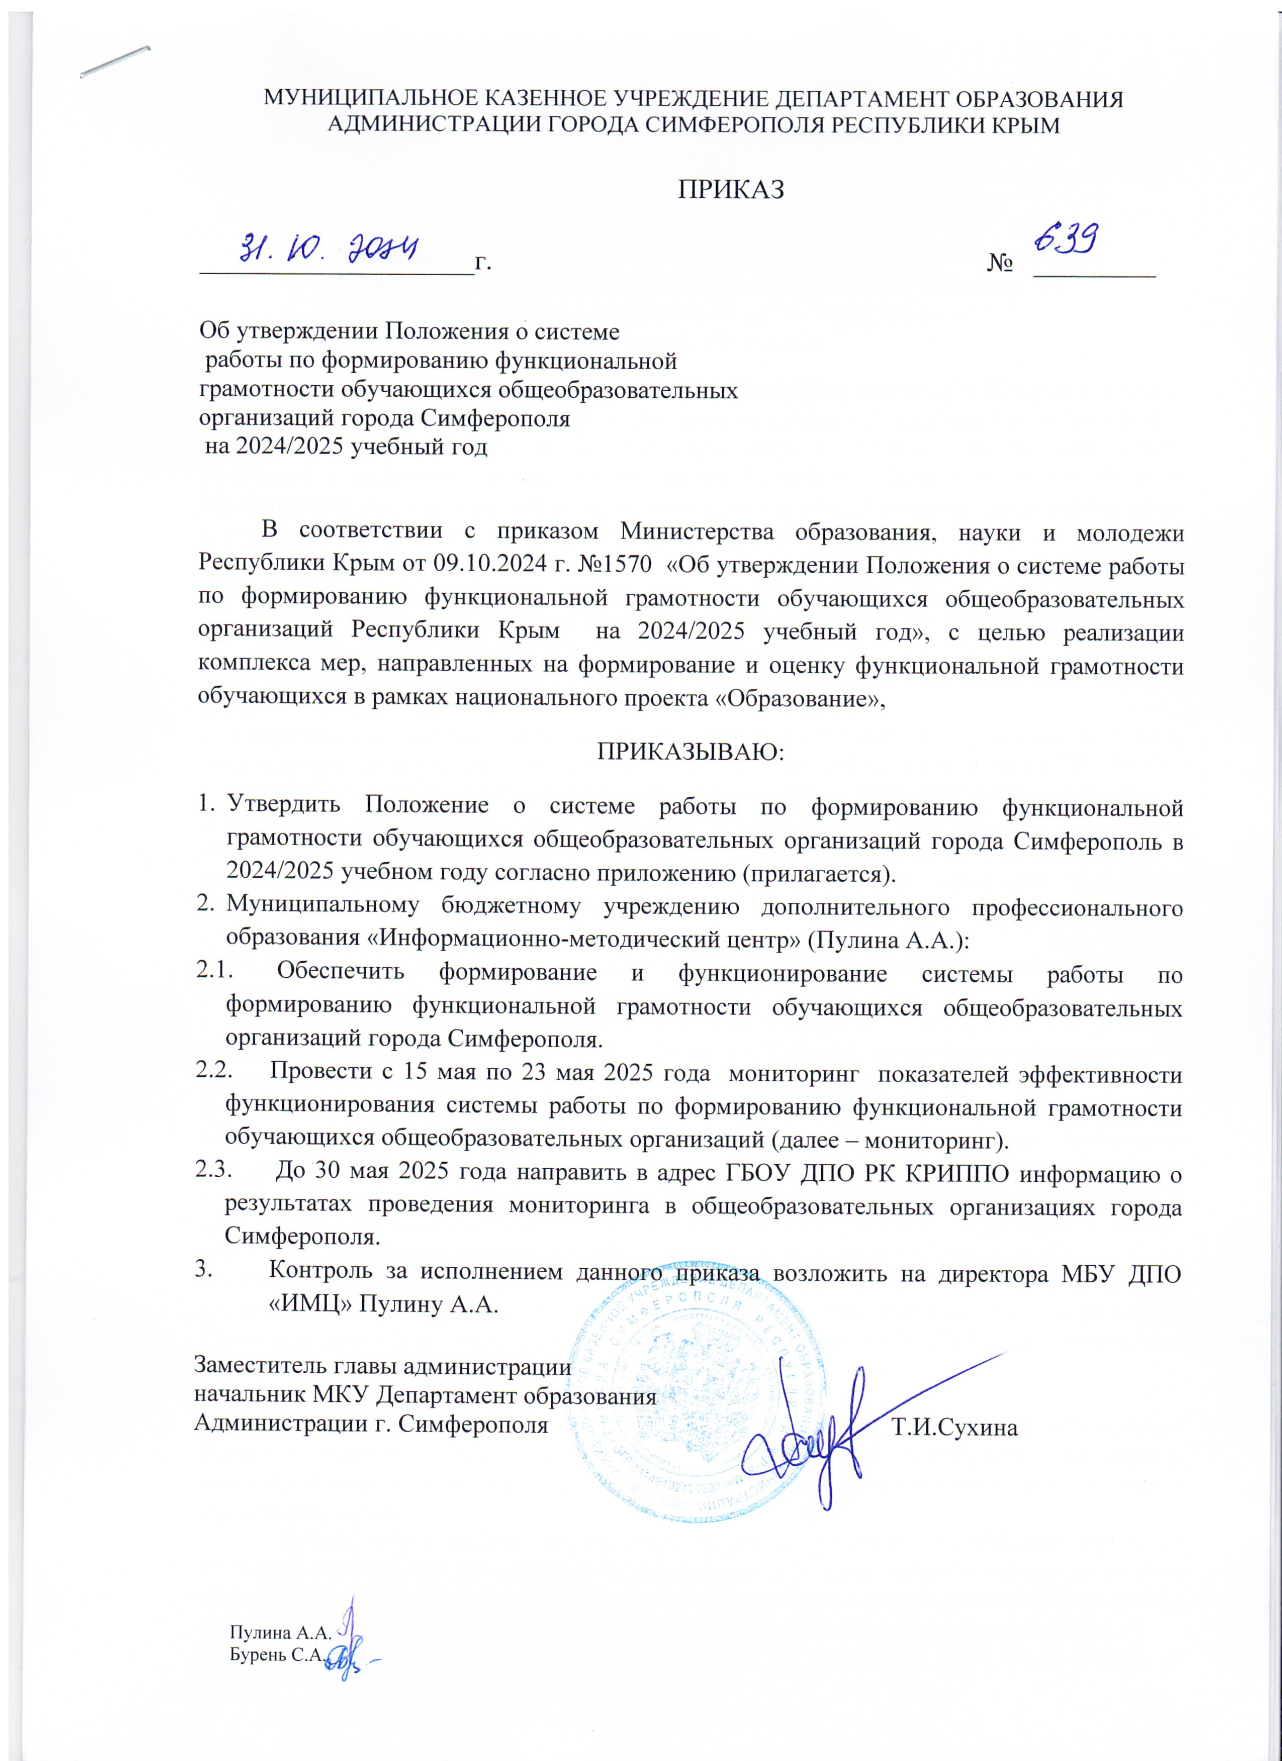 МУНИЦИПАЛЬНОЕ КАЗЕННОЕ УЧРЕЖДЕНИЕ ДЕПАРТАМЕНТ ОБРАЗОВАНИЯ
АДМИНИСТРАЦИИ ГОРОДА СИМФЕРОПОЛЯ РЕСПУБЛИКИ КРЫМ
ПРИКАЗ
31.10.2024 г. № 639
Об утверждении Положения о системе
работы по формированию функциональной
грамотности обучающихся общеобразовательных
организаций города Симферополя
на 2024/2025 учебный год
В соответствии с приказом Министерства образования, науки и молодежи
Республики Крым от 09.10.2024 г. №1570 «Об утверждении Положения о системе работы
по формированию функциональной грамотности обучающихся общеобразовательных
организаций Республики Крым на 2024/2025 учебный год», с целью реализации
комплекса мер, направленных на формирование и оценку функциональной грамотности
обучающихся в рамках национального проекта «Образование»,
ПРИКАЗЫВАЮ:
1. Утвердить Положение о системе работы по формированию функциональной
грамотности обучающихся общеобразовательных организаций города Симферополь в
2024/2025 учебном году согласно приложению (прилагается).
2. Муниципальному бюджетному учреждению дополнительного профессионального
образования «Информационно-методический центр» (Пулина А.А.):
2.1. Обеспечить формирование и функционирование системы работы по
формированию функциональной грамотности обучающихся общеобразовательных
организаций города Симферополя.
2.2. Провести с 15 мая по 23 мая 2025 года мониторинг показателей эффективности
функционирования системы работы по формированию функциональной грамотности
обучающихся общеобразовательных организаций (далее – мониторинг).
2.3. До 30 мая 2025 года направить в адрес ГБОУ ДПО РК КРИППО информацию о
результатах проведения мониторинга в общеобразовательных организациях города
Симферополя.
3. Контроль за исполнением данного приказа возложить на директора МБУ ДПО
«ИМЦ» Пулину А.А.
Заместитель главы администрации
начальник МКУ Департамент образования
Администрации г. Симферополя Т.И.Сухина
Пулина А.А.
Бурень С.А.